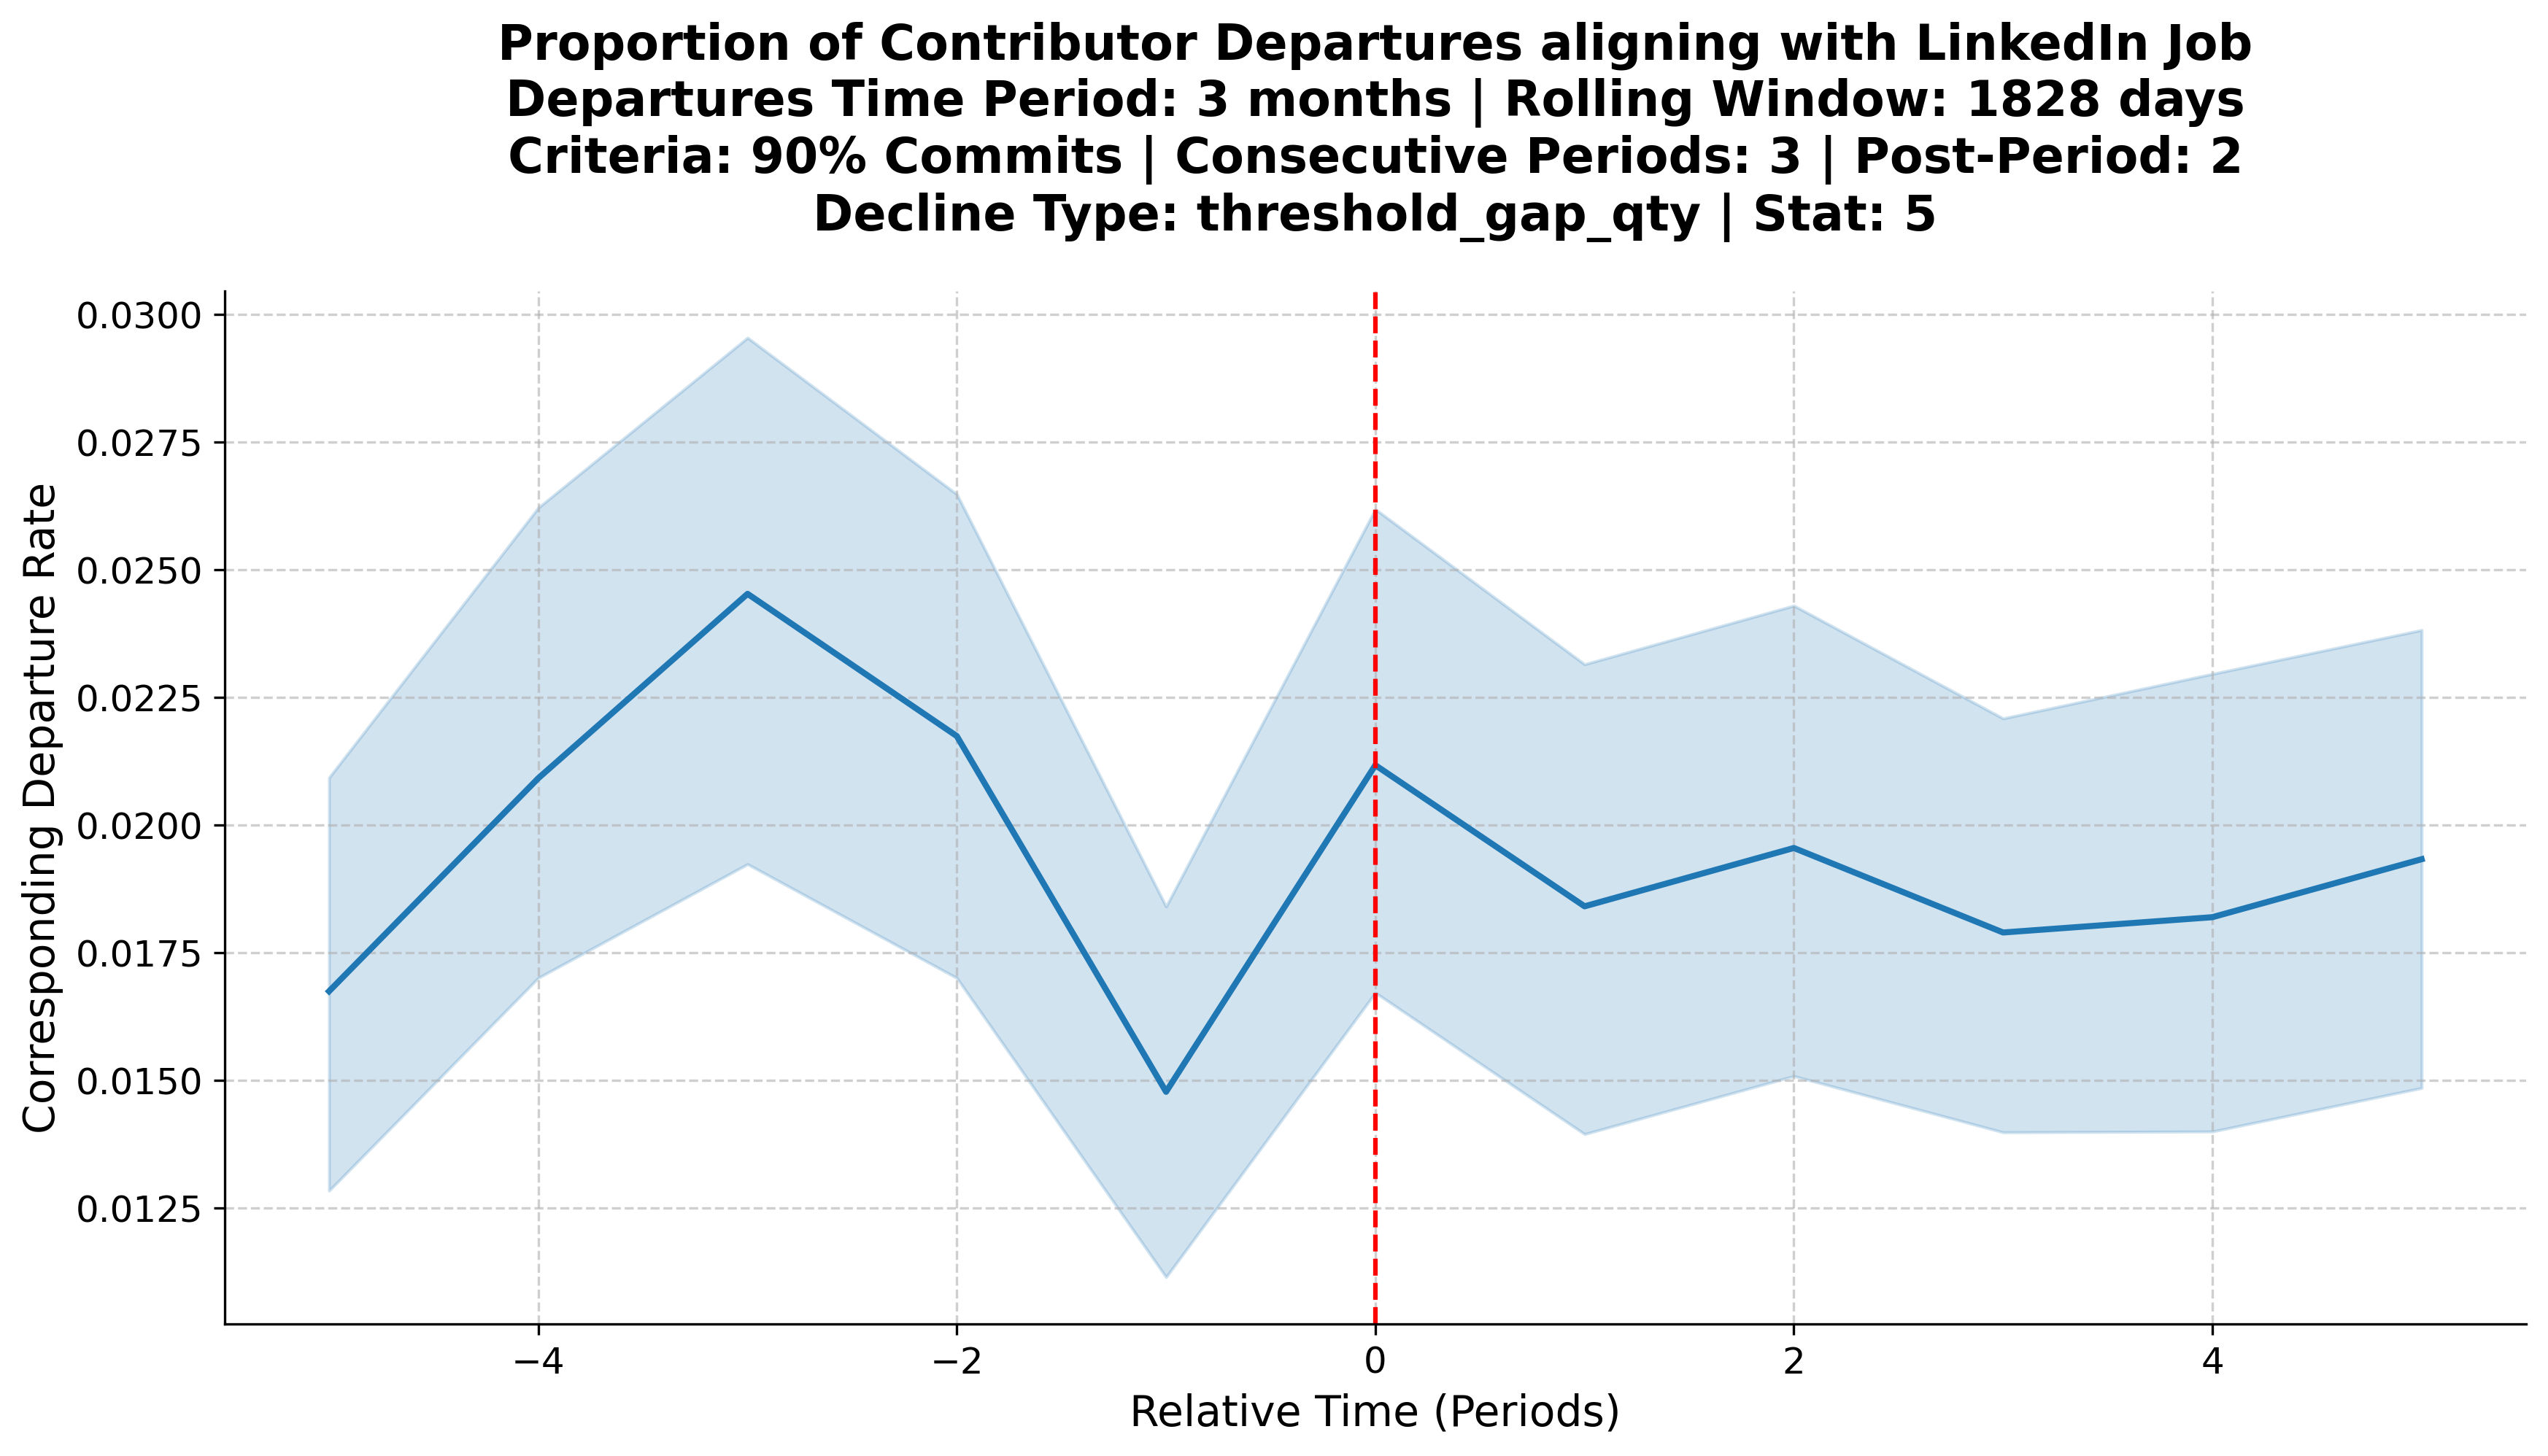 Proportion of Contributor Departures aligning with LinkedIn Job
Departures Time Period: 3 months | Rolling Window: 1828 days
Criteria: 90% Commits | Consecutive Periods: 3 | Post-Period: 2
Decline Type: threshold_gap_qty | Stat: 5
Corresponding Departure Rate
0.0300
0.0275
0.0250
0.0225
0.0200
0.0175
0.0150
0.0125
−4
−2
0
2
4
Relative Time (Periods)